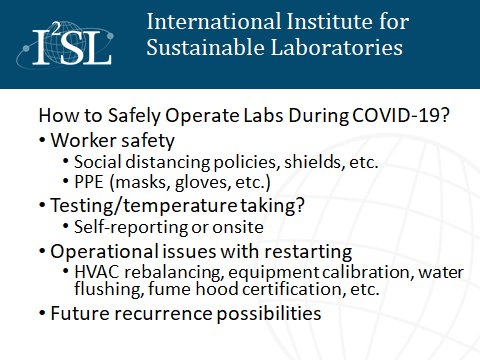 I²SL
International Institute for
Sustainable Laboratories
How to Safely Operate Labs During COVID-19?
• Worker safety
• Social distancing policies, shields, etc.
• PPE (masks, gloves, etc.)
• Testing/temperature taking?
• Self-reporting or onsite
• Operational issues with restarting
• HVAC rebalancing, equipment calibration, water
flushing, fume hood certification, etc.
• Future recurrence possibilities